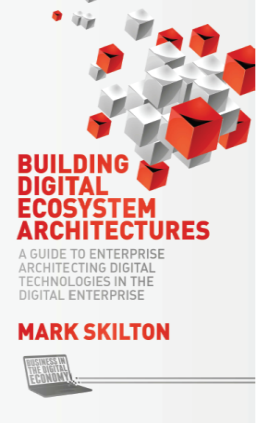 BUILDING
DIGITAL
ECOSYSTEM
ARCHITECTURES
A GUIDE TO ENTERPRISE
ARCHITECTING DIGITAL
TECHNOLOGIES IN THE
DIGITAL ENTERPRISE
MARK SKILTON
BUSINESS IN
THE DIGITAL
ECONOMY